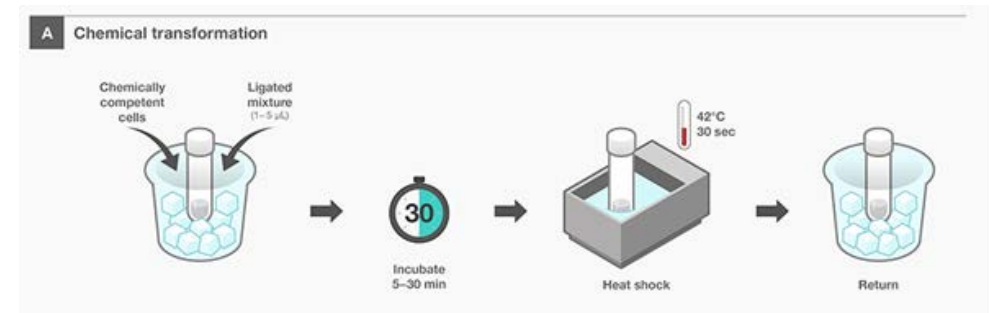 A Chemical transformation
Chemically
competent
cells
Ligated
mixture
(1–5 µL)
42°C
30 sec
30
Incubate
5–30 min
Heat shock
Return